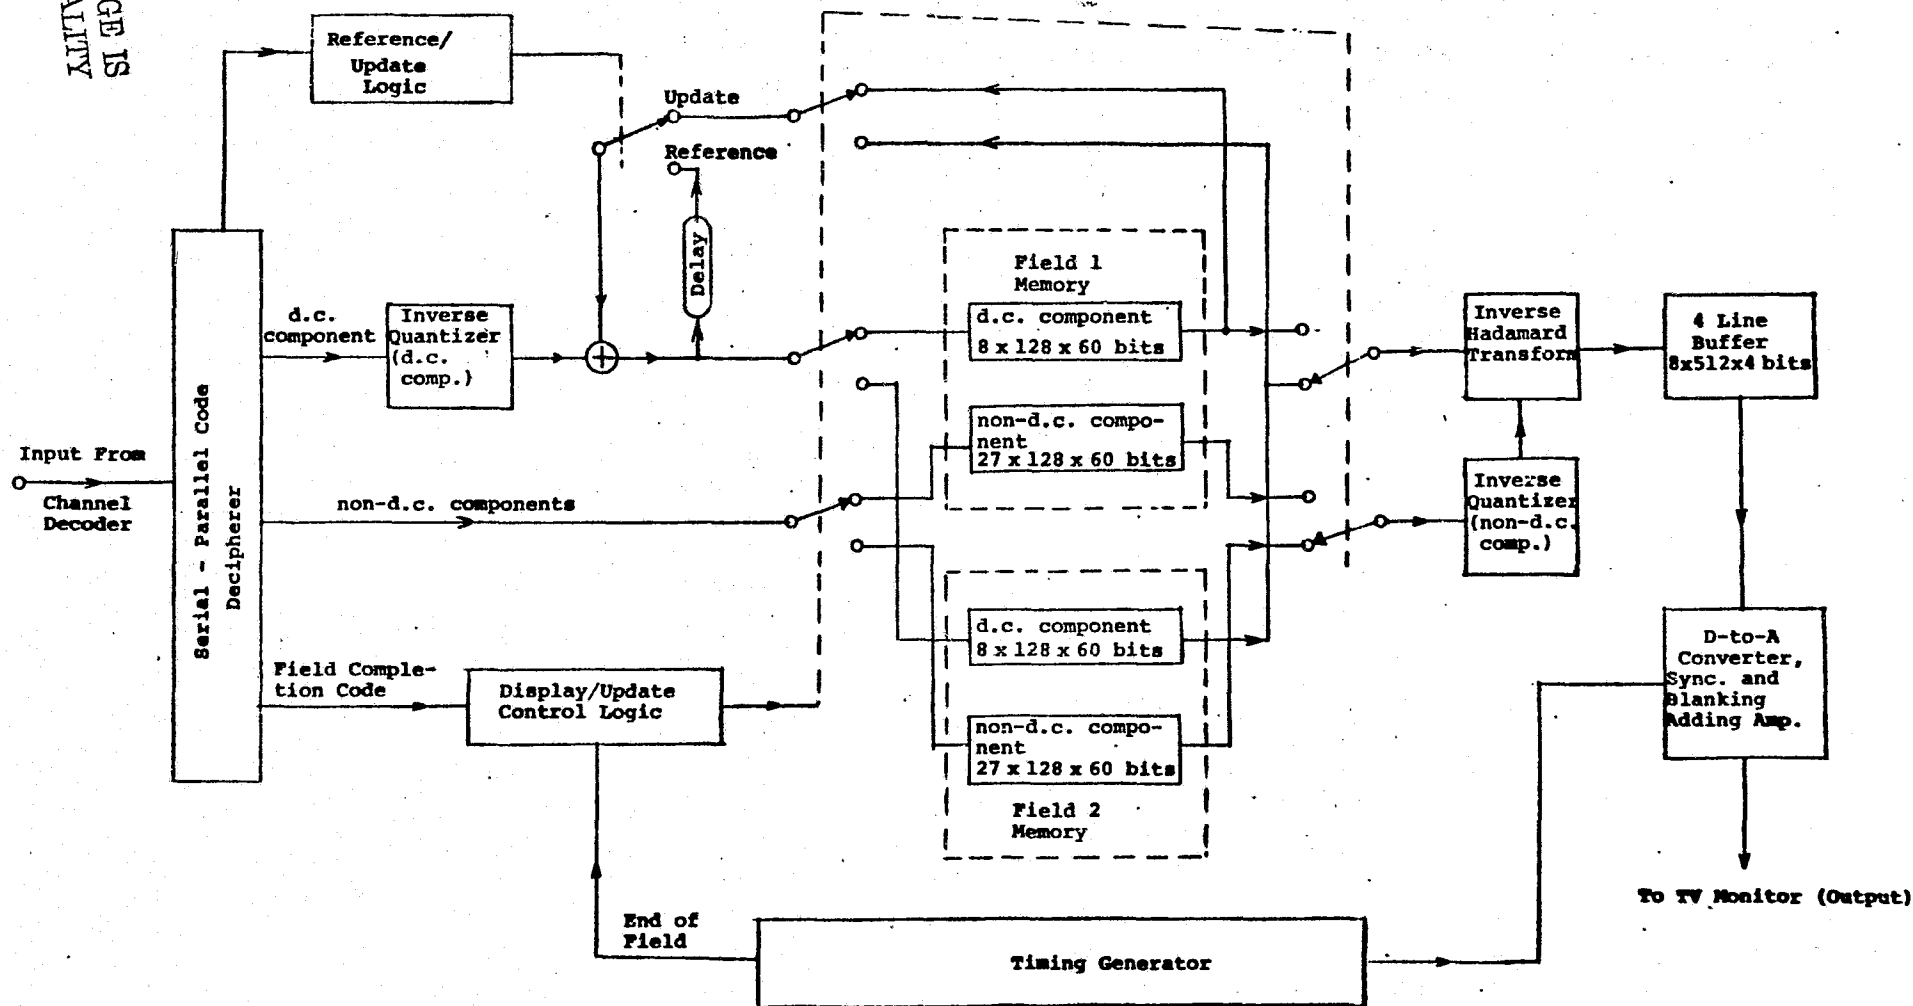 GE IS
ALITY
Reference/
Update
Logic
Update
Reference
Delay
Field 1
Memory
d.c. component
8 x 128 x 60 bits
non-d.c. compo-
nent
27 x 128 x 60 bits
d.c.
component
Inverse
Quantizer
(d.c.
comp.)
Inverse
Hadamard
Transform
4 Line
Buffer
8x512x4 bits
Input From
Channel
Decoder
Serial - Parallel Code
Decipherer
non-d.c. components
Inverse
Quantizer
(non-d.c.
comp.)
Field Comple-
tion Code
Display/Update
Control Logic
d.c. component
8 x 128 x 60 bits
non-d.c. compo-
nent
27 x 128 x 60 bits
Field 2
Memory
D-to-A
Converter,
Sync. and
Blanking
Adding Amp.
To TV Monitor (Output)
End of
Field
Timing Generator